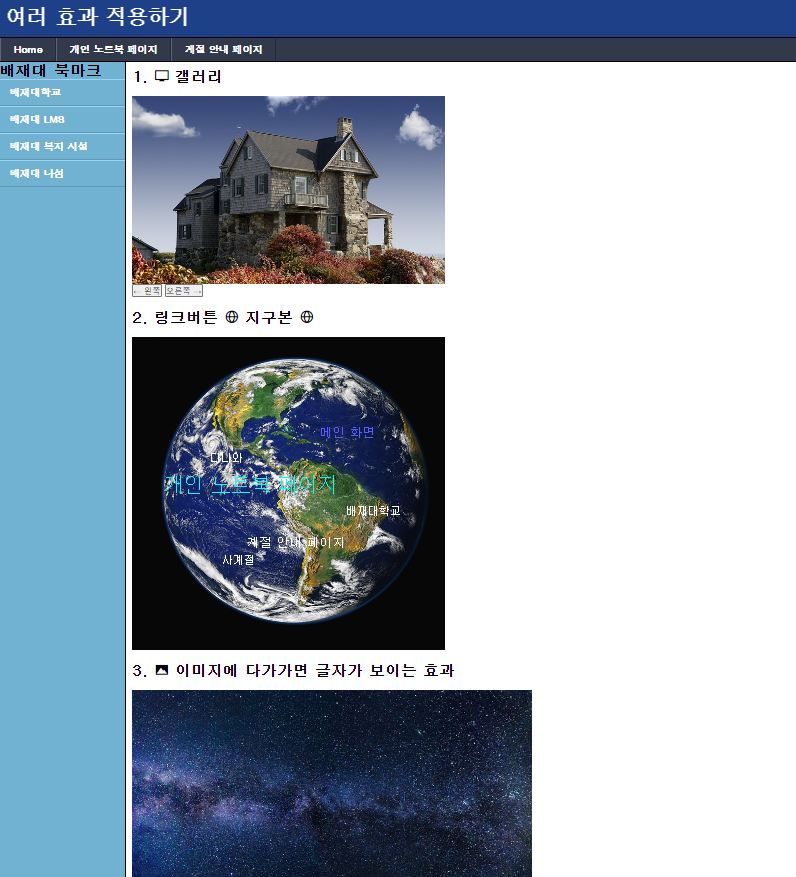 여러 효과 적용하기
Home 개인 노트북 페이지 계절 안내 페이지
배재대 북마크
배재대학교
배재대 LMS
배재대 복지 시설
배재대 나섬
1. 갤러리
← 왼쪽 오른쪽 →
2. 링크버튼 지구본
메인 화면
다나와
개인 노트북 페이지
배재대학교
계절 안내 페이지
사계절
3. 이미지에 다가가면 글자가 보이는 효과